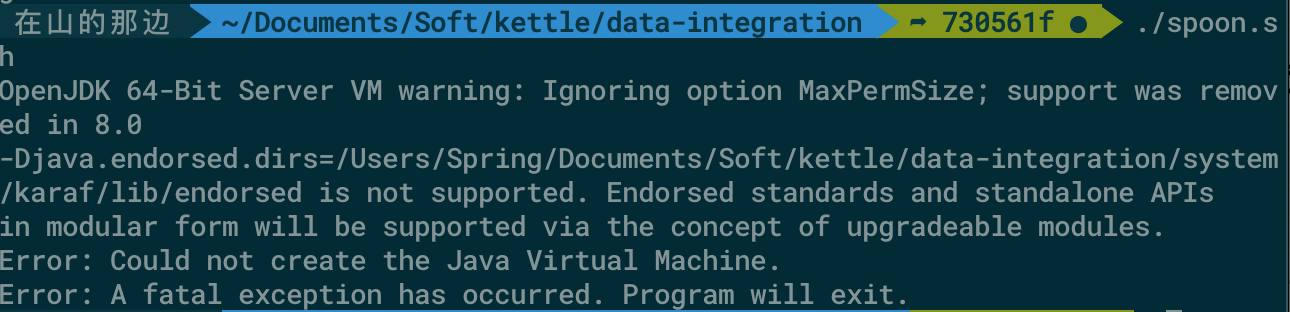 在山的那边 ~/Documents/Soft/kettle/data-integration ➦ 730561f ● ./spoon.s
h
OpenJDK 64-Bit Server VM warning: Ignoring option MaxPermSize; support was remov
ed in 8.0
-Djava.endorsed.dirs=/Users/Spring/Documents/Soft/kettle/data-integration/system
/karaf/lib/endorsed is not supported. Endorsed standards and standalone APIs
in modular form will be supported via the concept of upgradeable modules.
Error: Could not create the Java Virtual Machine.
Error: A fatal exception has occurred. Program will exit.